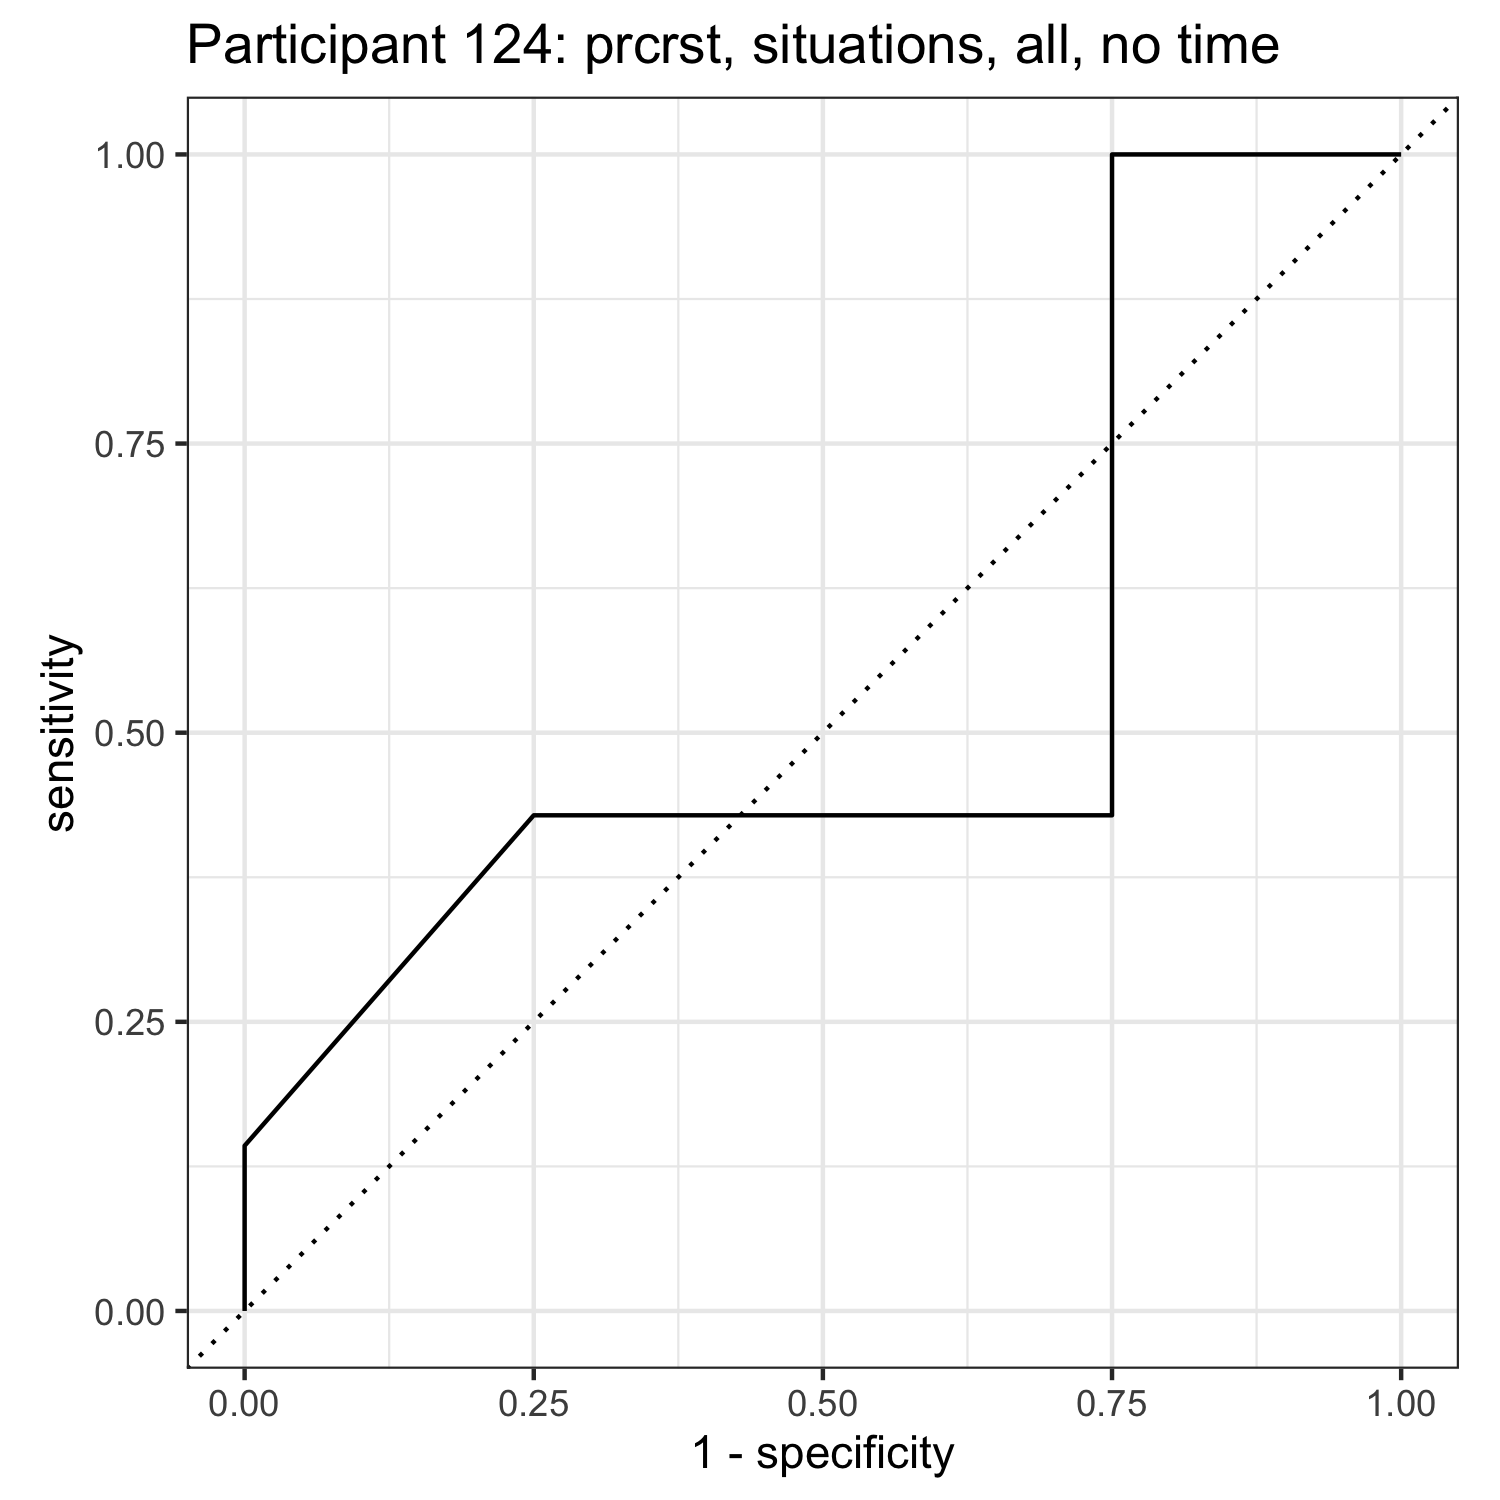 Participant 124: prcrst, situations, all, no time
1.00
0.75
0.50
0.25
0.00
sensitivity
0.00 0.25 0.50 0.75 1.00
1 - specificity